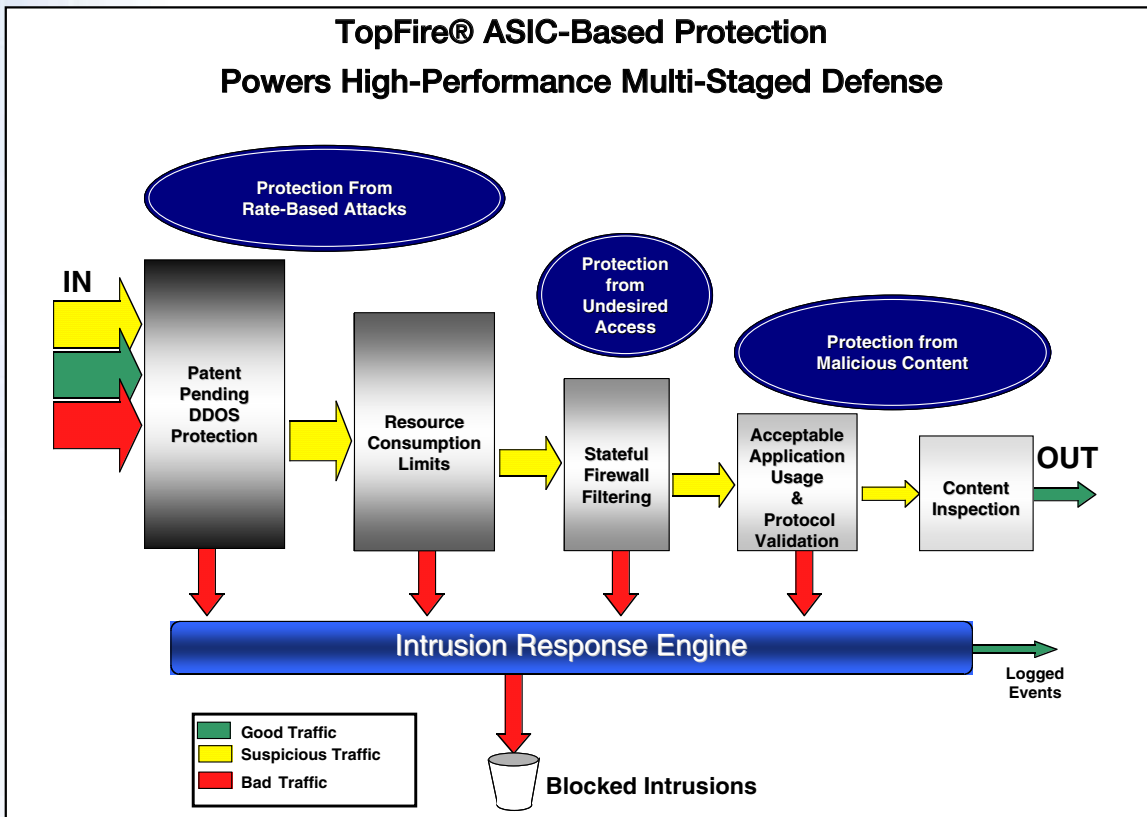 TopFire® ASIC-Based Protection
Powers High-Performance Multi-Staged Defense
Protection From
Rate-Based Attacks
Protection
from
Undesired
Access
Protection from
Malicious Content
IN
Patent
Pending
DDOS
Protection
Resource
Consumption
Limits
Stateful
Firewall
Filtering
Acceptable
Application
Usage
&
Protocol
Validation
Content
Inspection
OUT
Intrusion Response Engine
Logged
Events
Good Traffic
Suspicious Traffic
Bad Traffic
Blocked Intrusions